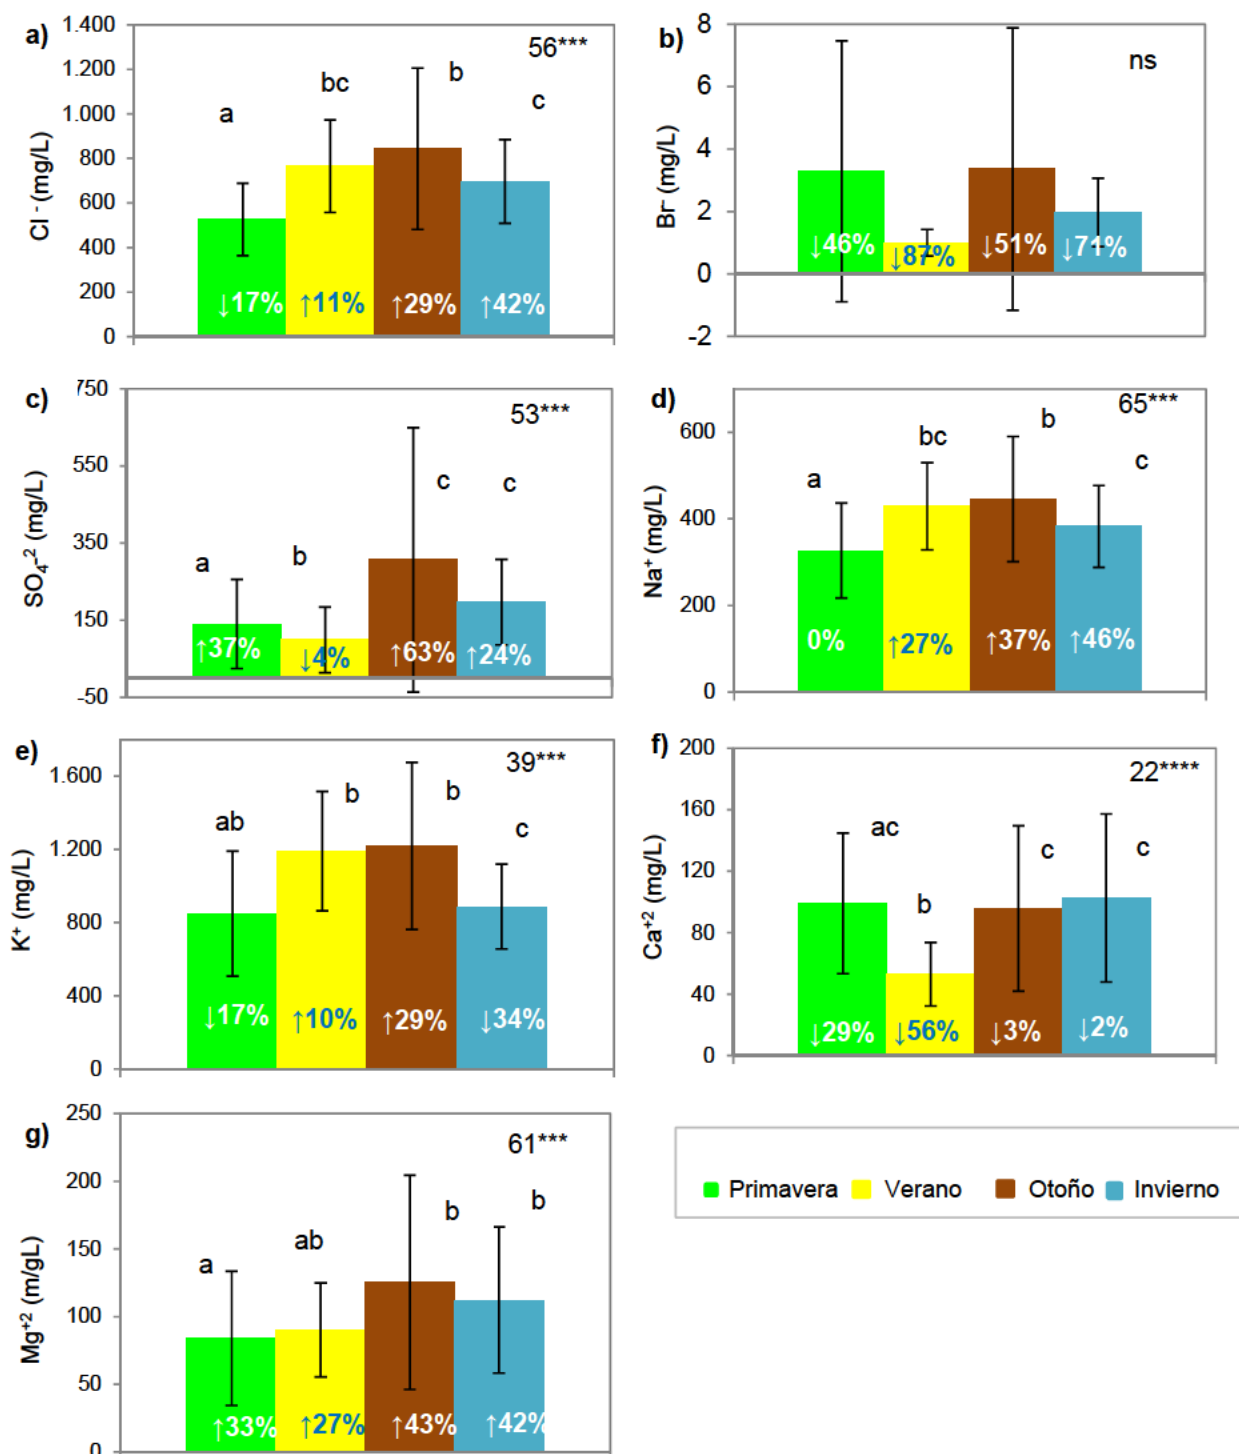 a)
Cl - (mg/L)
1.400
1.200
1.000
800
600
400
200
0
56***
a
bc
b
c
↓17%
↑11%
↑29%
↑42%
b)
Br- (mg/L)
8
6
4
2
0
-2
ns
↓46%
↓87%
↓51%
↓71%
c)
SO4-2 (mg/L)
750
550
350
150
-50
53***
a
b
c
c
↑37%
↓4%
↑63%
↑24%
d)
Na+ (mg/L)
600
400
200
0
65***
a
bc
b
c
0%
↑27%
↑37%
↑46%
e)
K+ (mg/L)
1.600
1.200
800
400
0
39***
ab
b
b
c
↓17%
↑10%
↑29%
↓34%
f)
Ca+2 (mg/L)
200
160
120
80
40
0
22****
ac
b
c
c
↓29%
↓56%
↓3%
↓2%
g)
Mg+2 (m/gL)
250
200
150
100
50
0
61***
a
ab
b
b
↑33%
↑27%
↑43%
↑42%
Primavera Verano Otoño Invierno